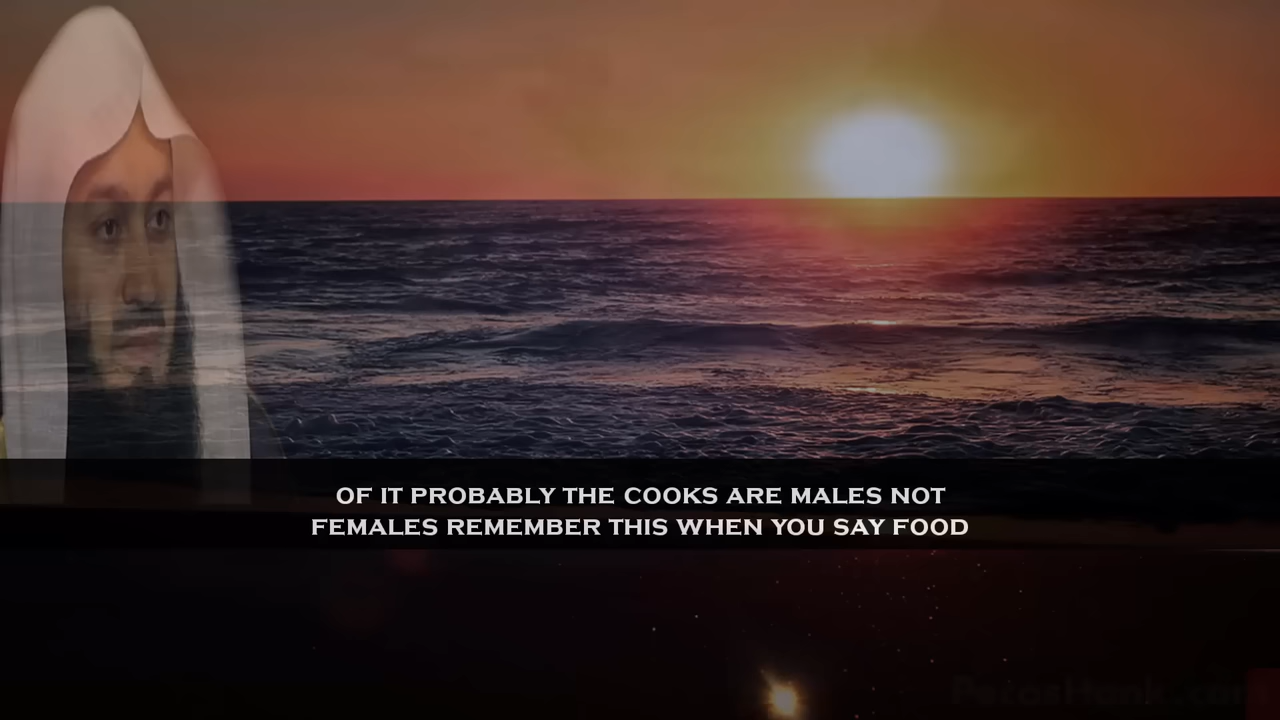 OF IT PROBABLY THE COOKS ARE MALES NOT
FEMALES REMEMBER THIS WHEN YOU SAY FOOD